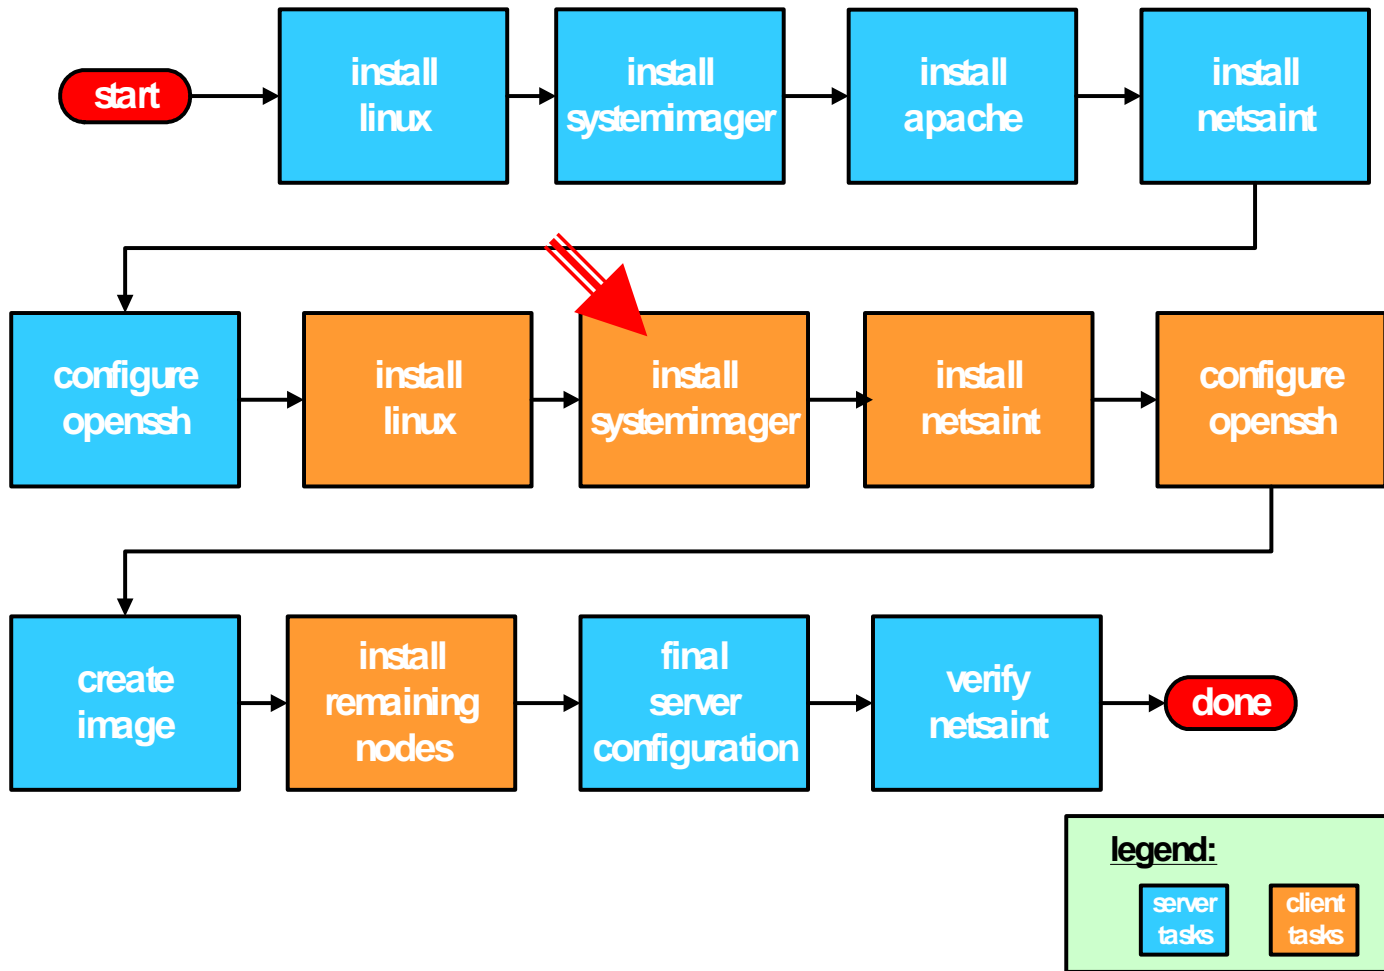 start
install
linux
install
systemimager
install
apache
install
netsaint
configure
openssh
install
linux
install
systemimager
install
netsaint
configure
openssh
create
image
install
remaining
nodes
final
server
configuration
verify
netsaint
done
legend:
server
tasks
client
tasks